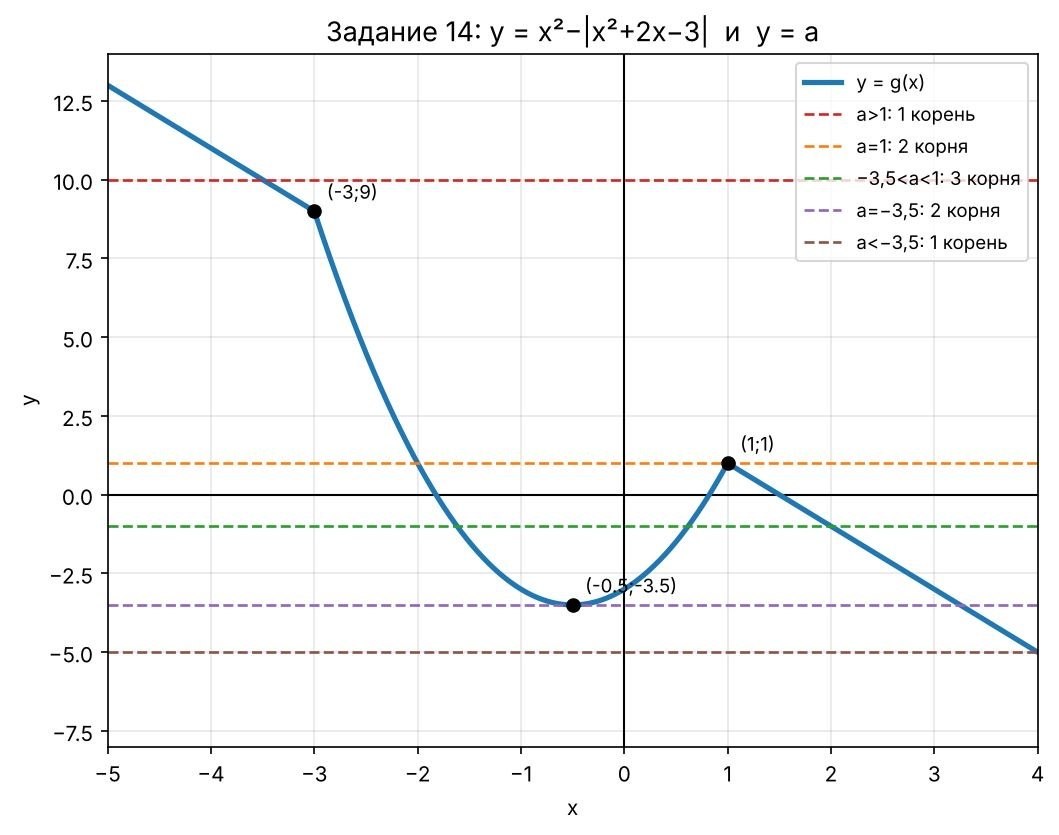 Задание 14: y = x²−|x²+2x−3| и y = a
y = g(x)
a>1: 1 корень
a=1: 2 корня
−3,5<a<1: 3 корня
a=−3,5: 2 корня
a<−3,5: 1 корень
12.5
10.0
7.5
5.0
2.5
0.0
−2.5
−5.0
−7.5
y
(-3;9)
(1;1)
(-0.5;-3.5)
−5 −4 −3 −2 −1 0 1 2 3 4
x